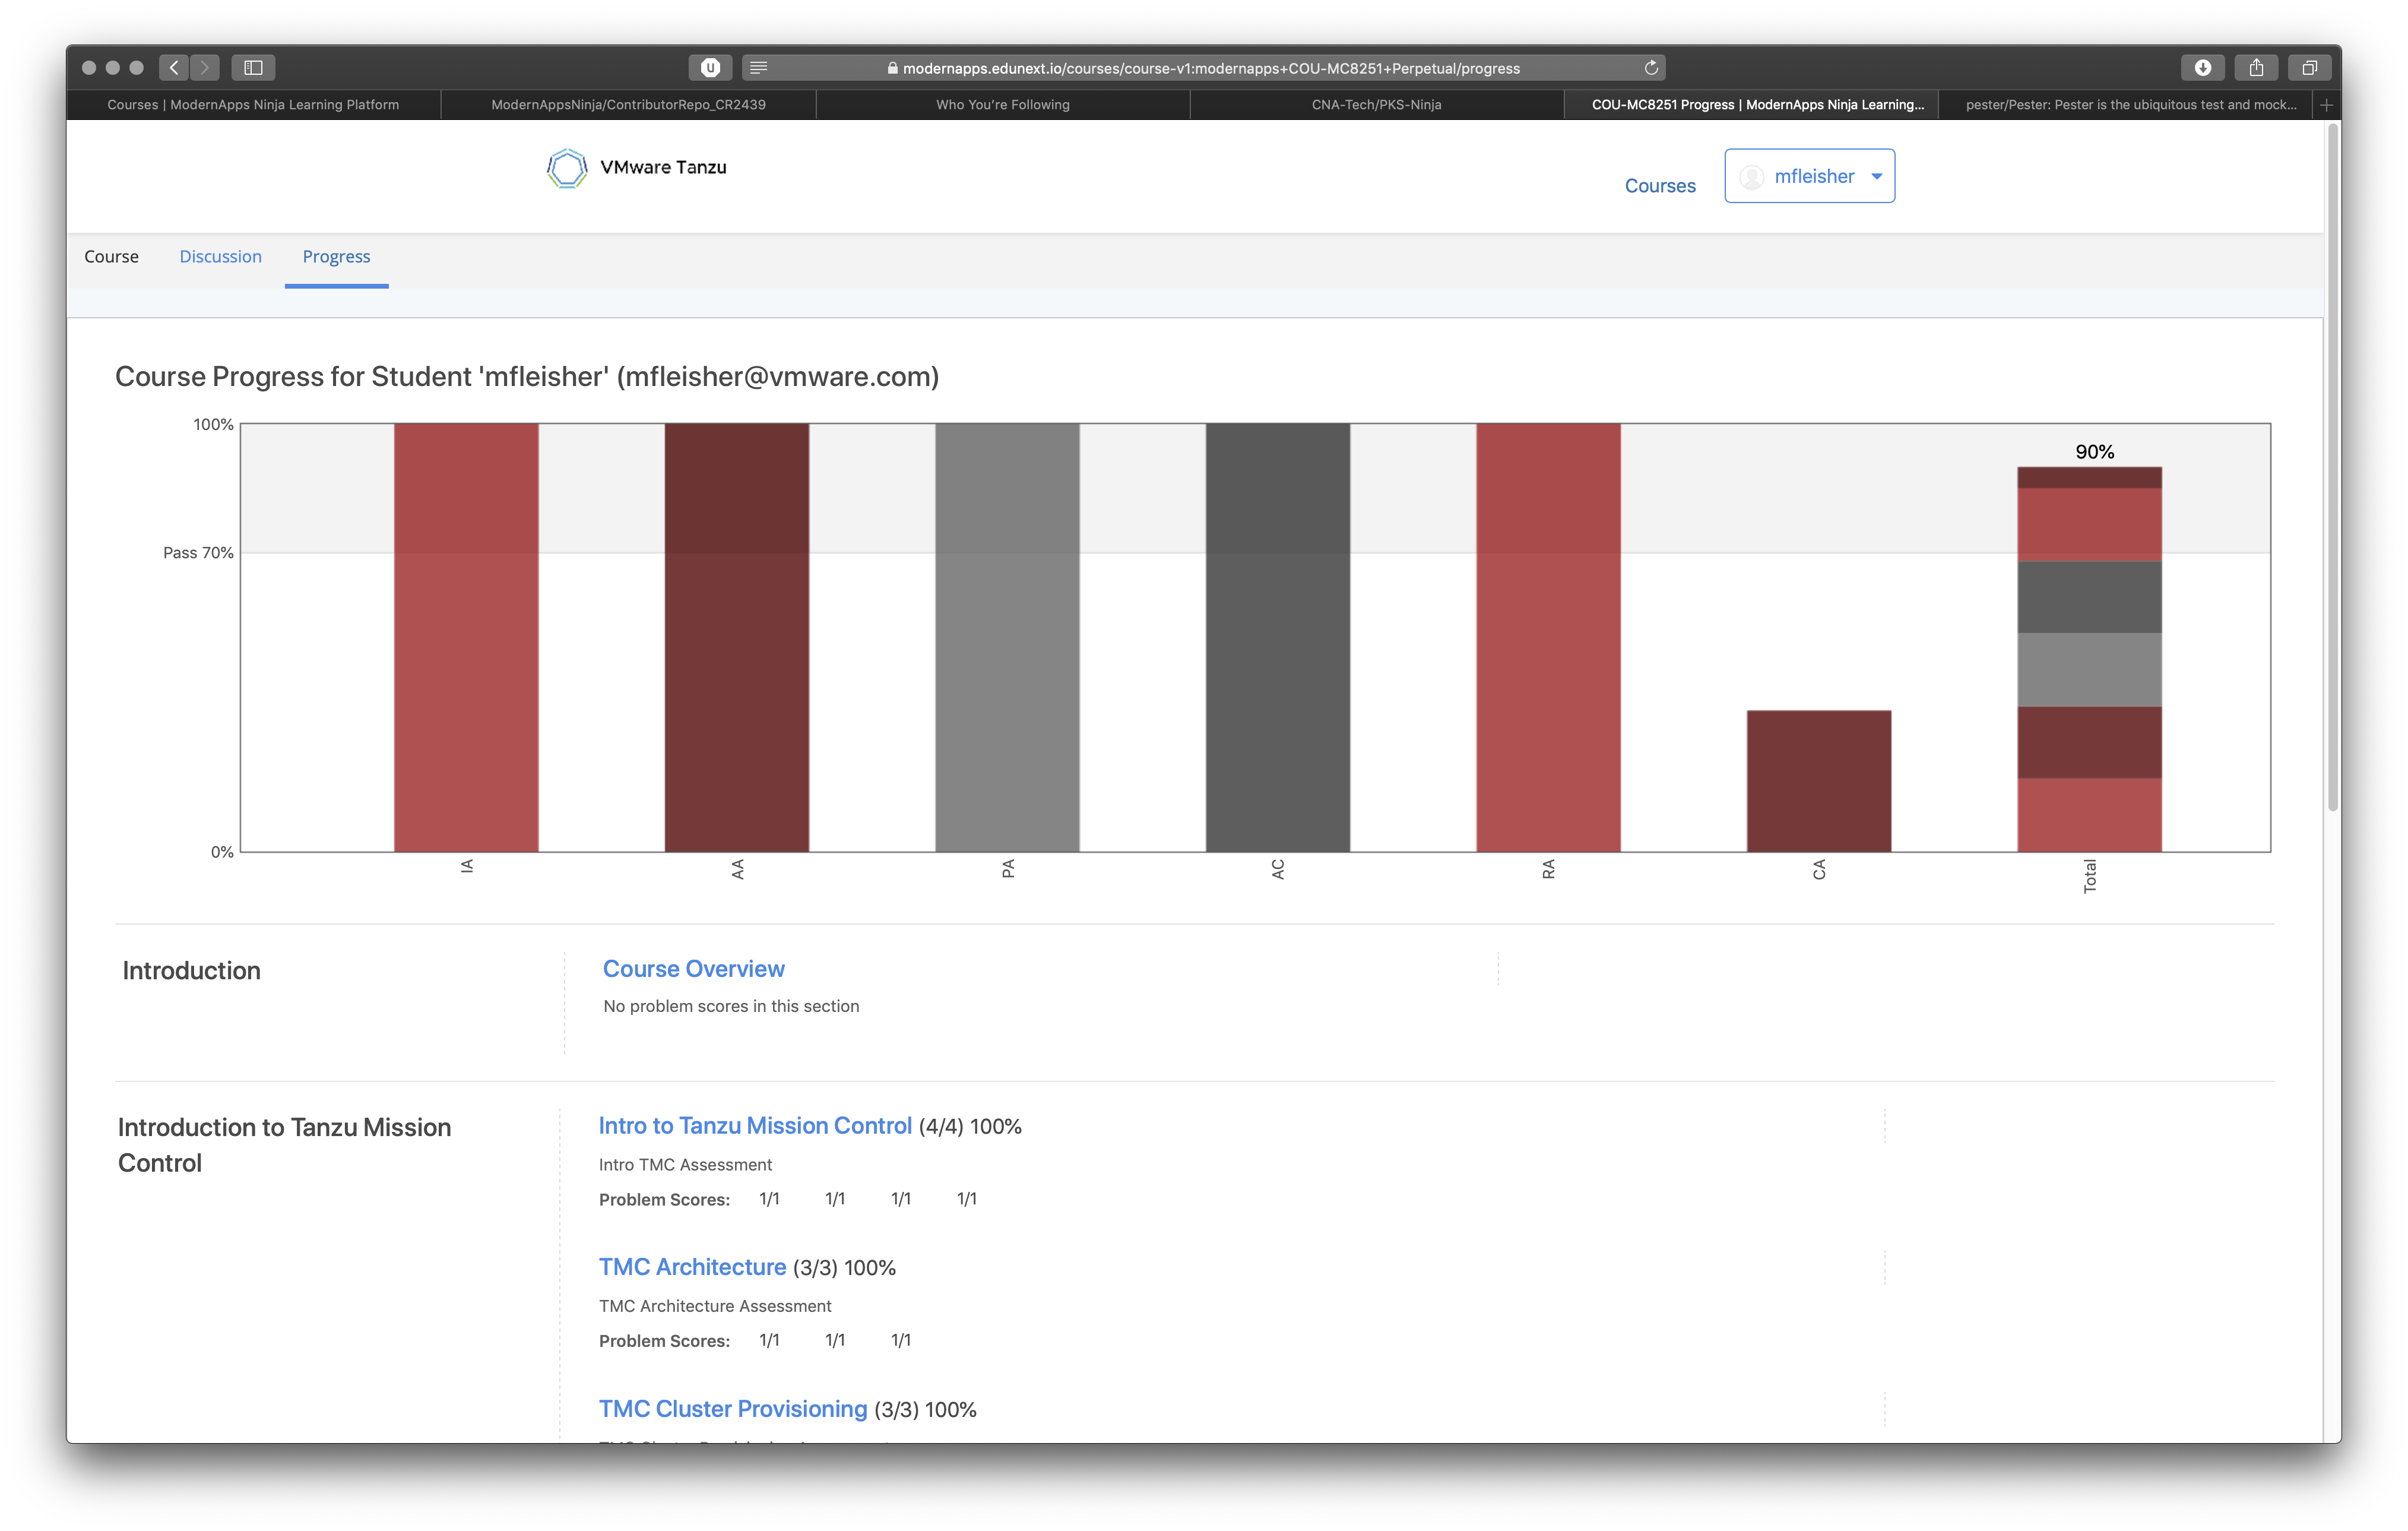 modernapps.edunext.io/courses/course-v1:modernapps+COU-MC8251+Perpetual/progress
Courses | ModernApps Ninja Learning Platform
ModernAppsNinja/ContributorRepo_CR2439
Who You’re Following
CNA-Tech/PKS-Ninja
COU-MC8251 Progress | ModernApps Ninja Learning...
pester/Pester: Pester is the ubiquitous test and mock...
VMware Tanzu
Courses
mfleisher
Course
Discussion
Progress
Course Progress for Student 'mfleisher' (mfleisher@vmware.com)
100%
90%
Pass 70%
0%
IA
AA
PA
AC
RA
CA
Total
Introduction
Course Overview
No problem scores in this section
Introduction to Tanzu Mission
Control
Intro to Tanzu Mission Control (4/4) 100%
Intro TMC Assessment
Problem Scores: 1/1 1/1 1/1 1/1
TMC Architecture (3/3) 100%
TMC Architecture Assessment
Problem Scores: 1/1 1/1 1/1
TMC Cluster Provisioning (3/3) 100%